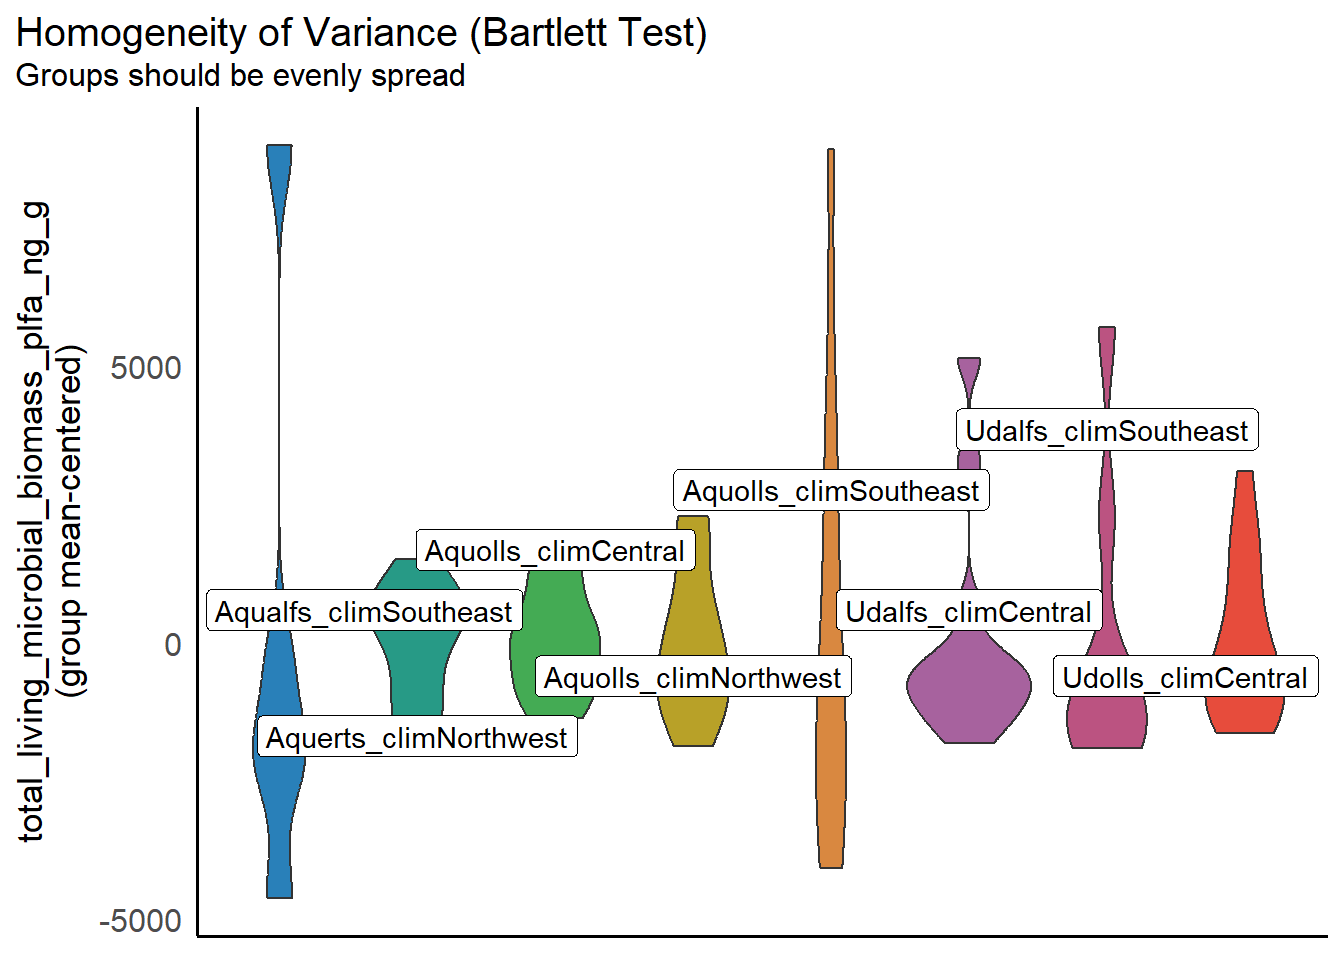 Homogeneity of Variance (Bartlett Test)
Groups should be evenly spread
total_living_microbial_biomass_plfa_ng_g
(group mean-centered)
5000
0
-5000
Udalfs_climSoutheast
Aquolls_climSoutheast
Aquolls_climCentral
Aqualfs_climSoutheast
Udalfs_climCentral
Aquolls_climNorthwest
Udolls_climCentral
Aquerts_climNorthwest